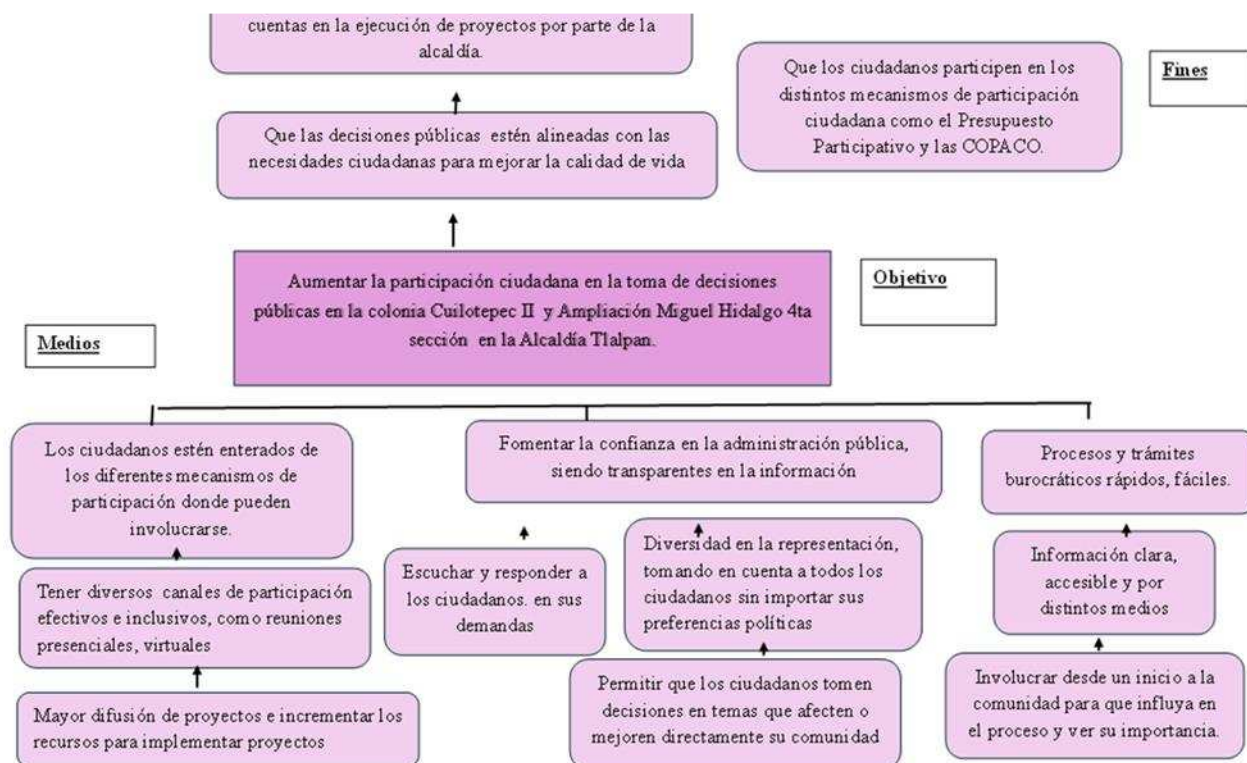 cuentas en la ejecución de proyectos por parte de la
alcaldía.
Que los ciudadanos participen en los
distintos mecanismos de participación
ciudadana como el Presupuesto
Participativo y las COPACO.
Fines
Que las decisiones públicas estén alineadas con las
necesidades ciudadanas para mejorar la calidad de vida
Aumentar la participación ciudadana en la toma de decisiones
públicas en la colonia Cuilotepec II y Ampliación Miguel Hidalgo 4ta
sección en la Alcaldía Tlalpan.
Objetivo
Medios
Los ciudadanos estén enterados de
los diferentes mecanismos de
participación donde pueden
involucrarse.
Fomentar la confianza en la administración pública,
siendo transparentes en la información
Procesos y trámites
burocráticos rápidos, fáciles.
Tener diversos canales de participación
efectivos e inclusivos, como reuniones
presenciales, virtuales
Escuchar y responder a
los ciudadanos. en sus
demandas
Diversidad en la representación,
tomando en cuenta a todos los
ciudadanos sin importar sus
preferencias políticas
Información clara,
accesible y por
distintos medios
Mayor difusión de proyectos e incrementar los
recursos para implementar proyectos
Permitir que los ciudadanos tomen
decisiones en temas que afecten o
mejoren directamente su comunidad
Involucrar desde un inicio a la
comunidad para que influya en
el proceso y ver su importancia.